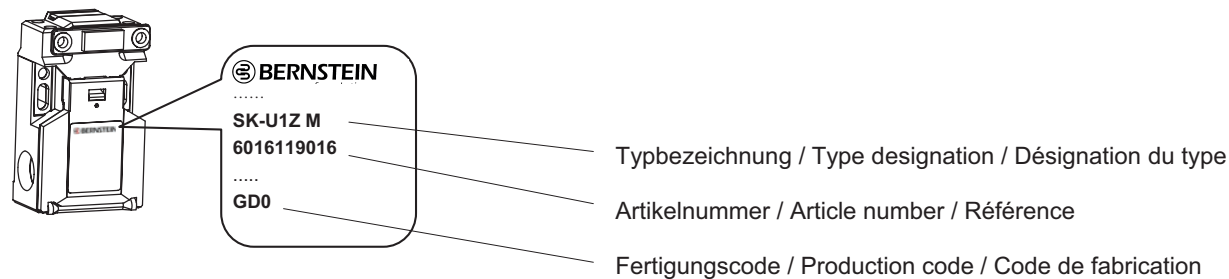 BERNSTEIN
......
SK-U1Z M
6016119016
.....
GD0
BERNSTEIN
Typbezeichnung / Type designation / Désignation du type
Artikelnummer / Article number / Référence
Fertigungscode / Production code / Code de fabrication